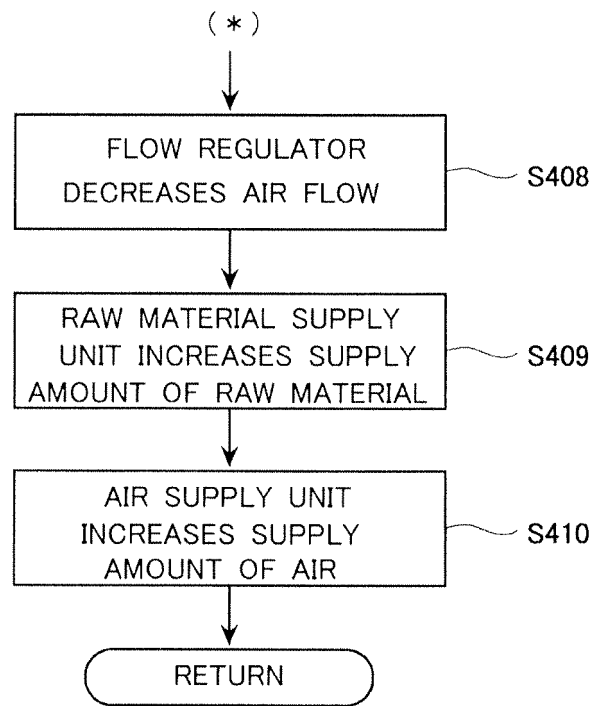 (*)
FLOW REGULATOR
DECREASES AIR FLOW
S408
RAW MATERIAL SUPPLY
UNIT INCREASES SUPPLY
AMOUNT OF RAW MATERIAL
S409
AIR SUPPLY UNIT
INCREASES SUPPLY
AMOUNT OF AIR
S410
RETURN